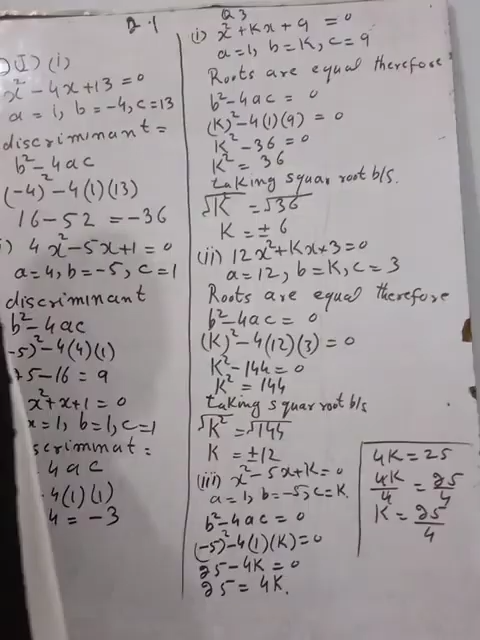 2.1
Q I) (i)
x² - 4x + 13 = 0
a = 1, b = -4, c = 13
discriminant =
b² - 4ac
(-4)² - 4(1)(13)
16 - 52 = -36
) 4x² - 5x + 1 = 0
a = 4, b = -5, c = 1
discriminant
b² - 4ac
-5)² - 4(4)(1)
25 - 16 = 9
x² + x + 1 = 0
a = 1, b = 1, c = 1
scrimmat =
4ac
4(1)(1)
4 = -3
Q3
(i) x² + Kx + 9 = 0
a = 1, b = K, c = 9
Roots are equal therefore
b² - 4ac = 0
(K)² - 4(1)(9) = 0
K² - 36 = 0
K² = 36
taking squar root b/s.
√K² = √36
K = ± 6
(ii) 12x² + Kx + 3 = 0
a = 12, b = K, c = 3
Roots are equal therefore
b² - 4ac = 0
(K)² - 4(12)(3) = 0
K² - 144 = 0
K² = 144
taking squar root b/s
√K² = √144
K = ±12
(iii) x² - 5x + K = 0
a = 1, b = -5, c = K.
b² - 4ac = 0
(-5)² - 4(1)(K) = 0
25 - 4K = 0
25 = 4K.
4K = 25
4K/4 = 25/4
K = 25/4